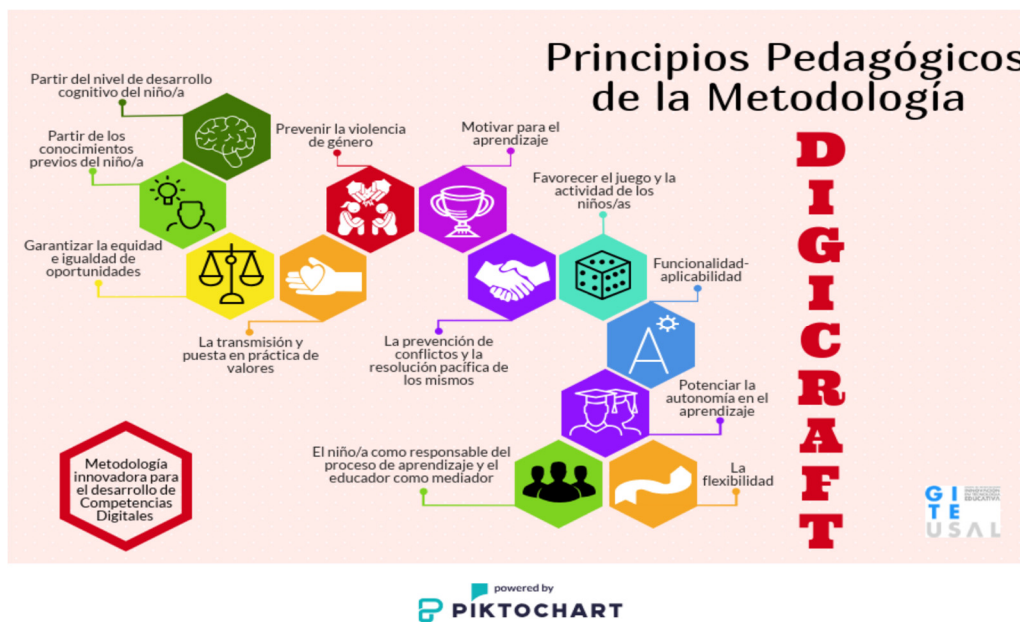 Principios Pedagógicos
de la Metodología
DIGICRAFT
Partir del nivel de desarrollo
cognitivo del niño/a
Partir de los
conocimientos
previos del niño/a
Garantizar la equidad
e igualdad de
oportunidades
La transmisión y
puesta en práctica de
valores
Prevenir la violencia
de género
Motivar para el
aprendizaje
La prevención de
conflictos y la
resolución pacífica de
los mismos
Favorecer el juego y la
actividad de los
niños/as
Funcionalidad-
aplicabilidad
Potenciar la
autonomía en el
aprendizaje
La
flexibilidad
El niño/a como responsable del
proceso de aprendizaje y el
educador como mediador
Metodología
innovadora para
el desarrollo de
Competencias
Digitales
A
GI
TE
USAL
EDUCATIVA
powered by
PIKTOCHART